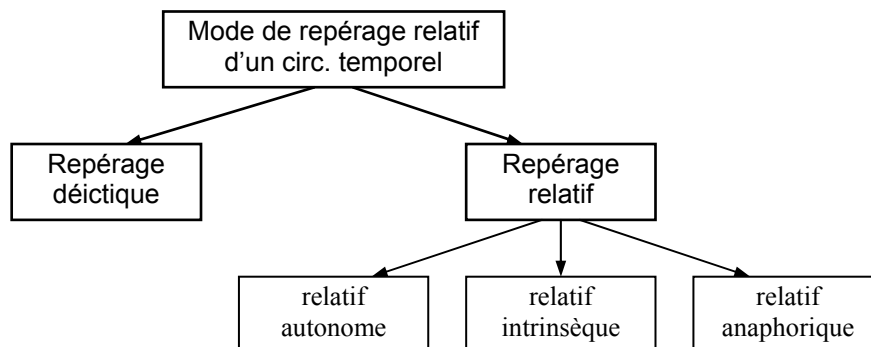 Mode de repérage relatif
d’un circ. temporel
Repérage
déictique
Repérage
relatif
relatif
autonome
relatif
intrinsèque
relatif
anaphorique